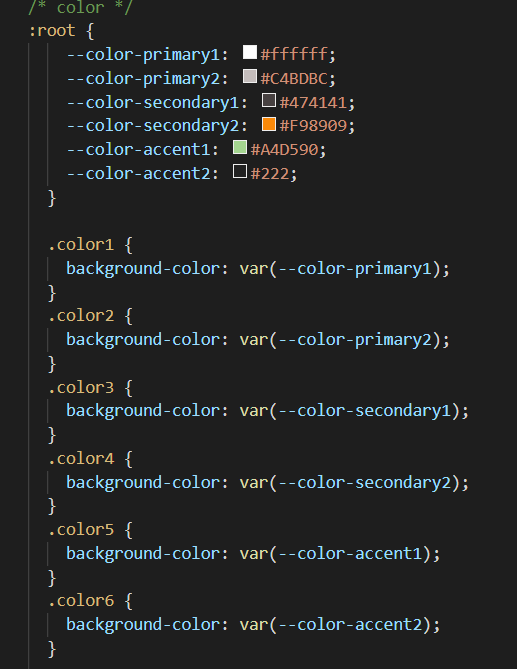 /* color */
:root {
--color-primary1: #ffffff;
--color-primary2: #C4BDBC;
--color-secondary1: #474141;
--color-secondary2: #F98909;
--color-accent1: #A4D590;
--color-accent2: #222;
}
.color1 {
background-color: var(--color-primary1);
}
.color2 {
background-color: var(--color-primary2);
}
.color3 {
background-color: var(--color-secondary1);
}
.color4 {
background-color: var(--color-secondary2);
}
.color5 {
background-color: var(--color-accent1);
}
.color6 {
background-color: var(--color-accent2);
}